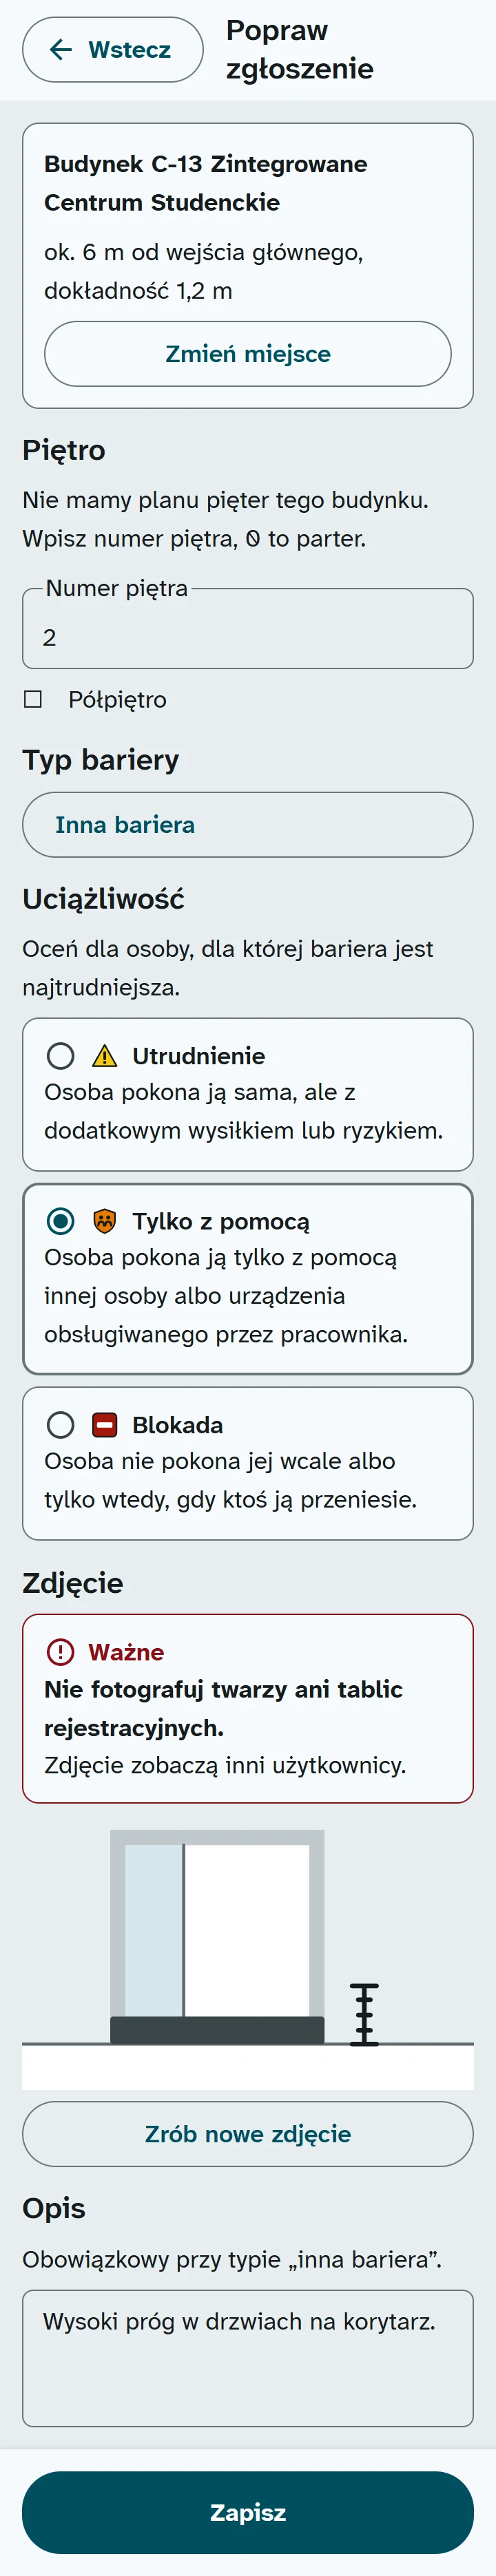 Wstecz
Popraw
zgłoszenie
Budynek C-13 Zintegrowane
Centrum Studenckie
ok. 6 m od wejścia głównego,
dokładność 1,2 m
Zmień miejsce
Piętro
Nie mamy planu pięter tego budynku.
Wpisz numer piętra, 0 to parter.
Numer piętra
2
Półpiętro
Typ bariery
Inna bariera
Uciążliwość
Oceń dla osoby, dla której bariera jest
najtrudniejsza.
Utrudnienie
Osoba pokona ją sama, ale z
dodatkowym wysiłkiem lub ryzykiem.
Tylko z pomocą
Osoba pokona ją tylko z pomocą
innej osoby albo urządzenia
obsługiwanego przez pracownika.
Blokada
Osoba nie pokona jej wcale albo
tylko wtedy, gdy ktoś ją przeniesie.
Zdjęcie
Ważne
Nie fotografuj twarzy ani tablic
rejestracyjnych.
Zdjęcie zobaczą inni użytkownicy.
Zrób nowe zdjęcie
Opis
Obowiązkowy przy typie „inna bariera”.
Wysoki próg w drzwiach na korytarz.
Zapisz